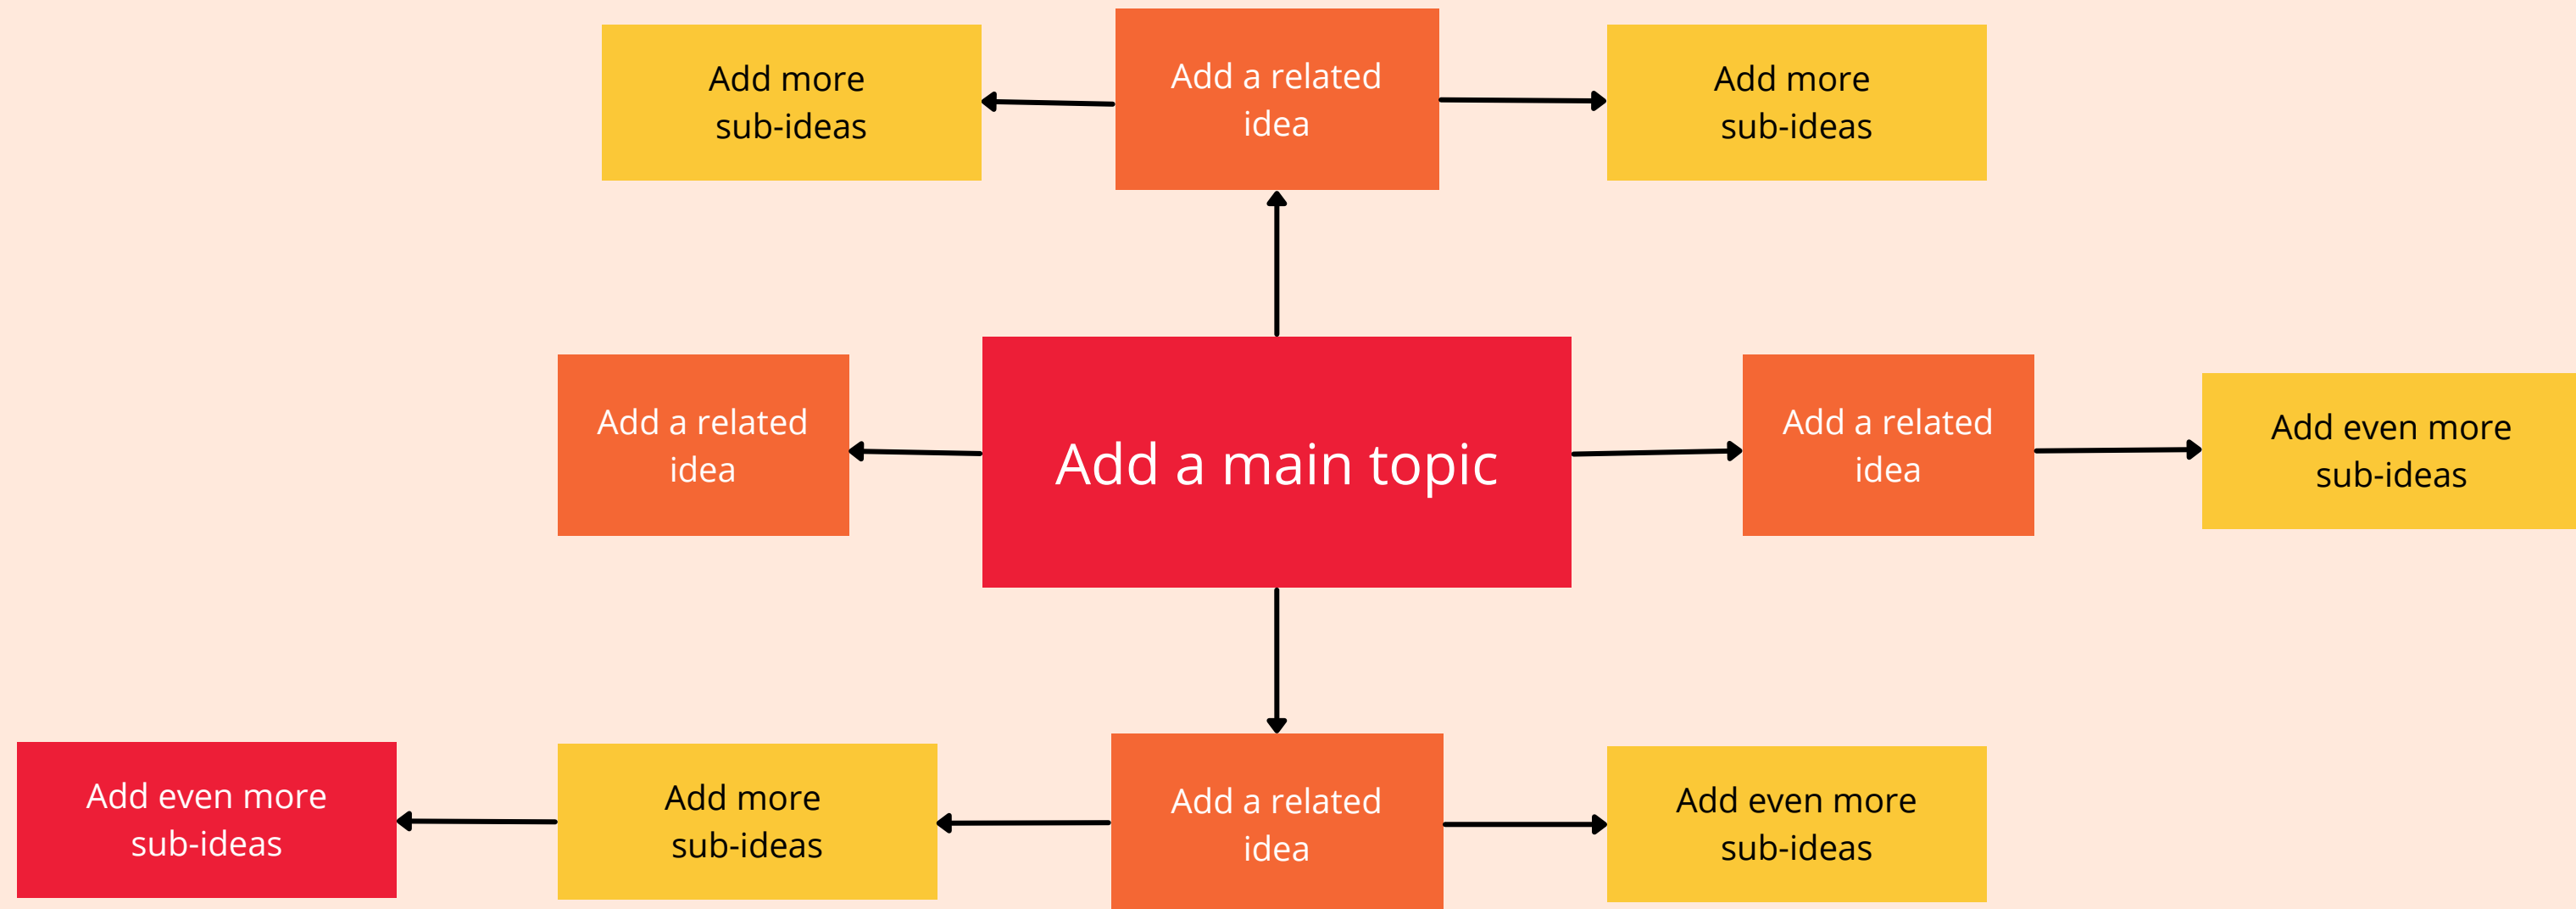 Add more
sub-ideas
Add a related
idea
Add more
sub-ideas
Add a related
idea
Add a main topic
Add a related
idea
Add even more
sub-ideas
Add even more
sub-ideas
Add more
sub-ideas
Add a related
idea
Add even more
sub-ideas